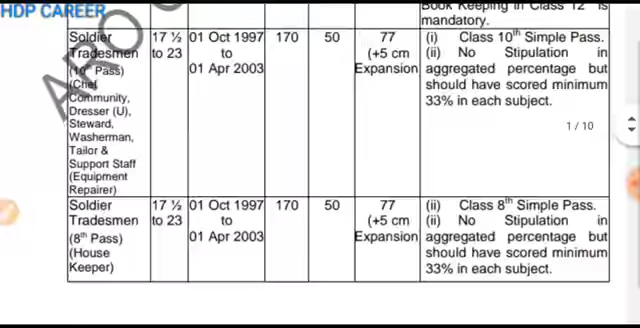 HDP CAREER
Book Keeping in Class 12 is
mandatory.
Soldier Tradesmen (10th Pass) (Chef Community, Dresser (U), Steward, Washerman, Tailor & Support Staff (Equipment Repairer)
17 ½ to 23
01 Oct 1997 to 01 Apr 2003
170
50
77 (+5 cm Expansion)
(i) Class 10th Simple Pass.
(ii) No Stipulation in
aggregated percentage but
should have scored minimum
33% in each subject.
1 / 10
Soldier Tradesmen (8th Pass) (House Keeper)
17 ½ to 23
01 Oct 1997 to 01 Apr 2003
170
50
77 (+5 cm Expansion
(ii) Class 8th Simple Pass.
(ii) No Stipulation in
aggregated percentage but
should have scored minimum
33% in each subject.
ARO